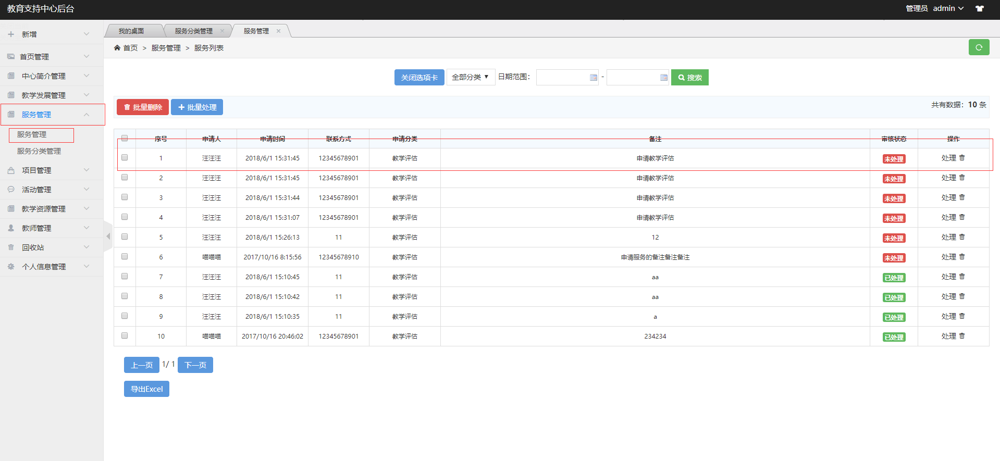 教育支持中心后台
管理员 admin
新增
首页管理
中心简介管理
教学发展管理
服务管理
服务管理
服务分类管理
项目管理
活动管理
教学资源管理
教师管理
回收站
个人信息管理
我的桌面 服务分类管理 服务管理
首页 > 服务管理 > 服务列表
关闭选项卡 全部分类 日期范围： - 搜索
批量删除 批量处理 共有数据：10 条
序号 申请人 申请时间 联系方式 申请分类 备注 审核状态 操作
1 汪汪汪 2018/6/1 15:31:45 12345678901 教学评估 申请教学评估 未处理 处理
2 汪汪汪 2018/6/1 15:31:45 12345678901 教学评估 申请教学评估 未处理 处理
3 汪汪汪 2018/6/1 15:31:44 12345678901 教学评估 申请教学评估 未处理 处理
4 汪汪汪 2018/6/1 15:31:07 12345678901 教学评估 申请教学评估 未处理 处理
5 汪汪汪 2018/6/1 15:26:13 11 教学评估 12 未处理 处理
6 喵喵喵 2017/10/16 8:15:56 12345678910 教学评估 申请服务的备注备注备注 未处理 处理
7 汪汪汪 2018/6/1 15:10:45 11 教学评估 aa 已处理 处理
8 汪汪汪 2018/6/1 15:10:42 11 教学评估 aa 已处理 处理
9 汪汪汪 2018/6/1 15:10:35 11 教学评估 a 已处理 处理
10 喵喵喵 2017/10/16 20:46:02 12345678901 教学评估 234234 已处理 处理
上一页 1/ 1 下一页
导出Excel